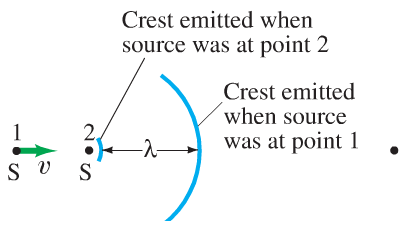 Crest emitted when
source was at point 2
Crest emitted
when source
was at point 1
1
2
λ
S
v
S